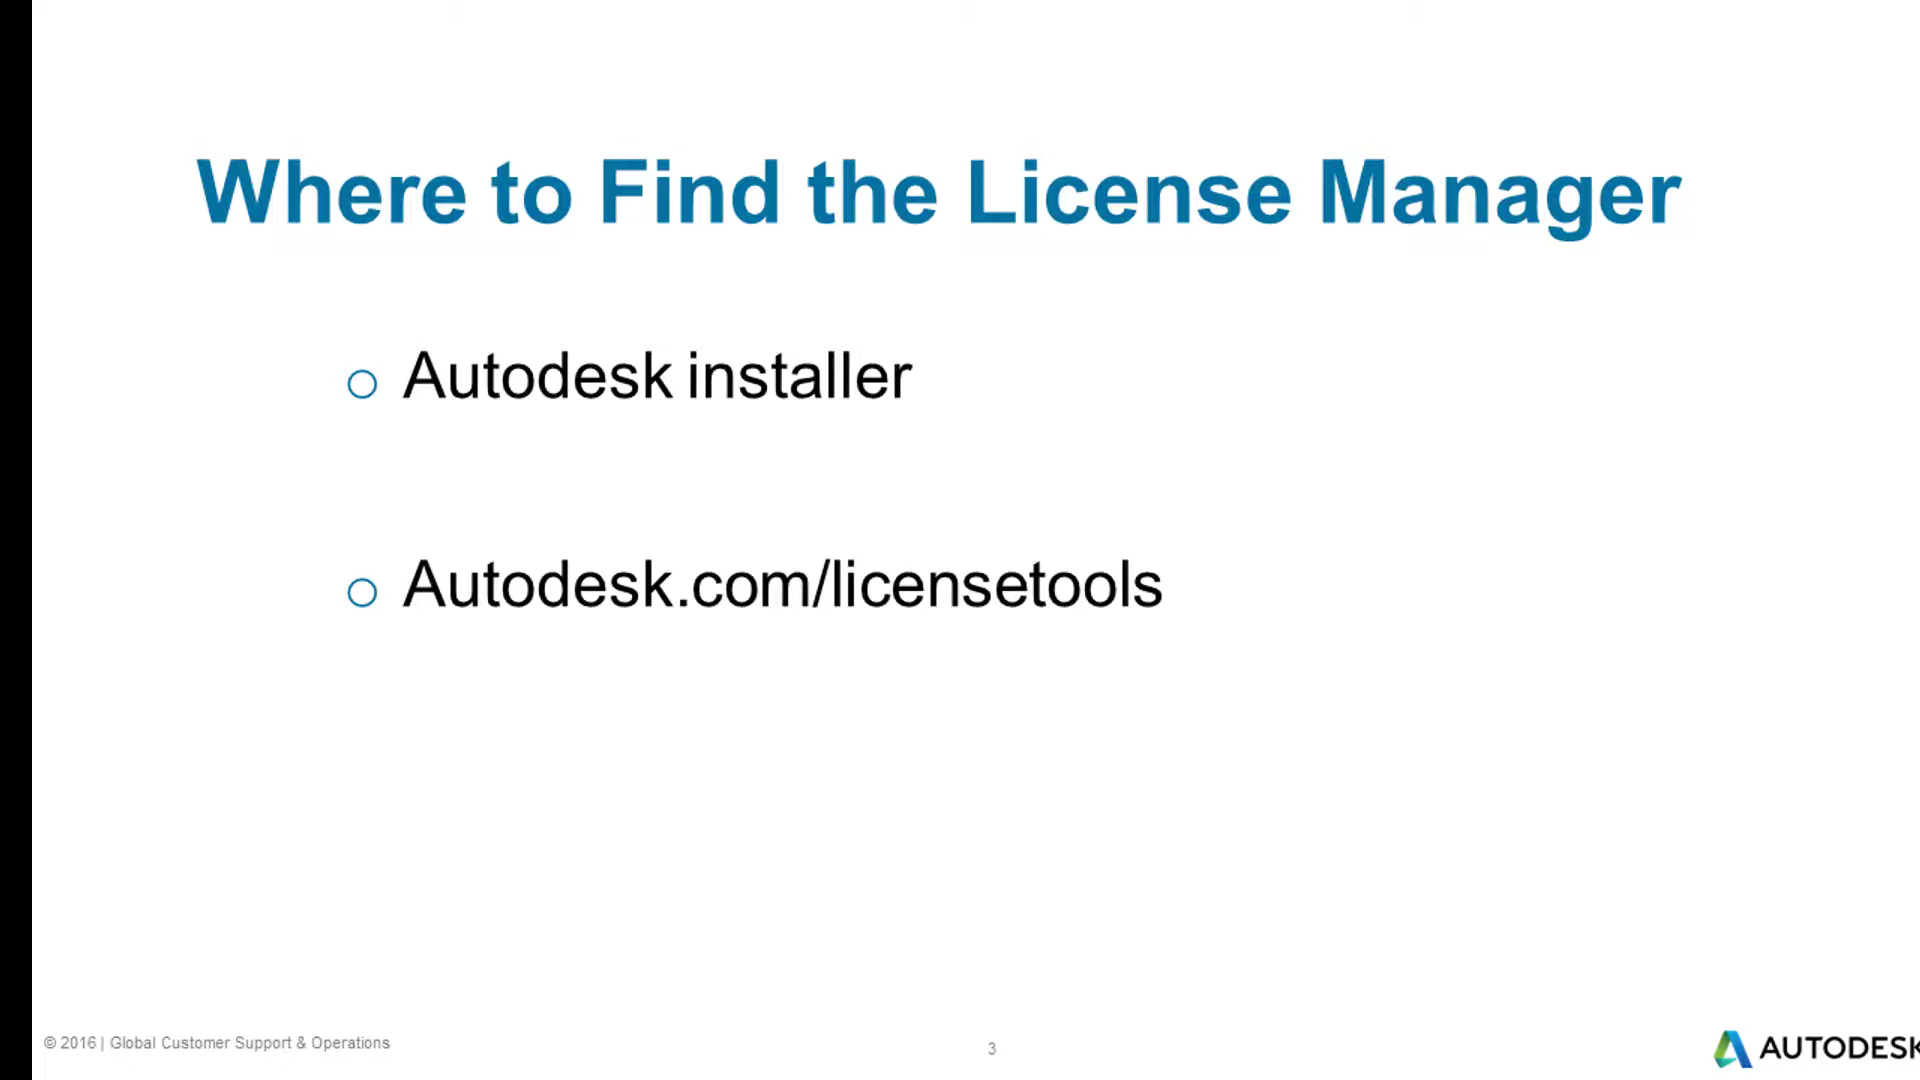 Where to Find the License Manager
o Autodesk installer
o Autodesk.com/licensetools
© 2016 | Global Customer Support & Operations
3
AUTODESK